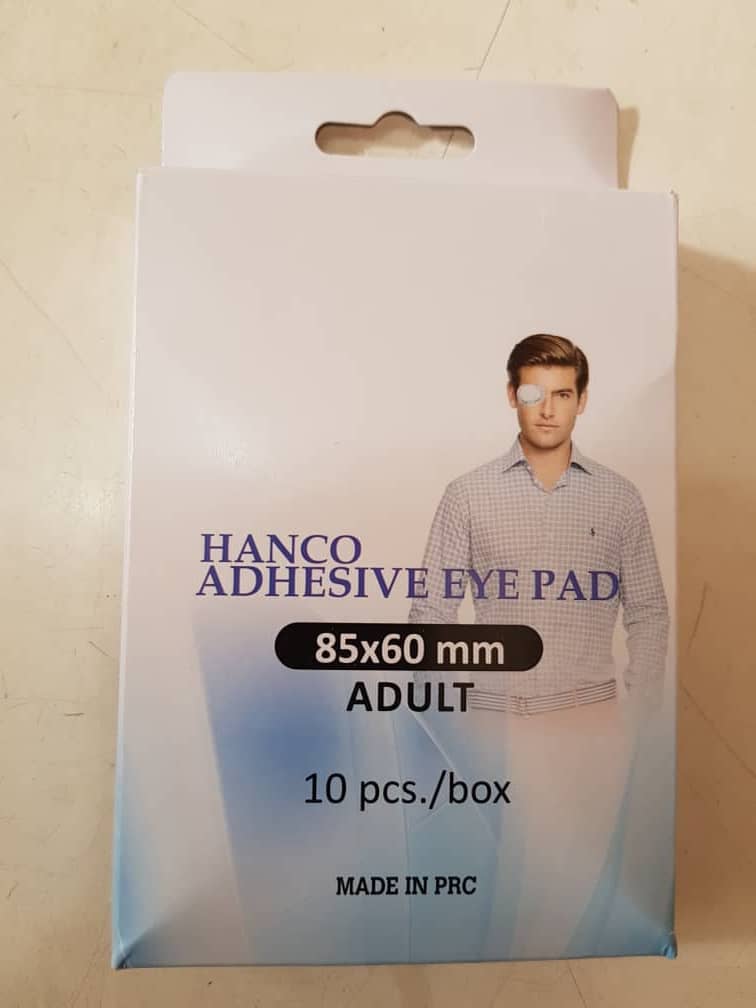 HANCO
ADHESIVE EYE PAD
85x60 mm
ADULT
10 pcs./box
MADE IN PRC